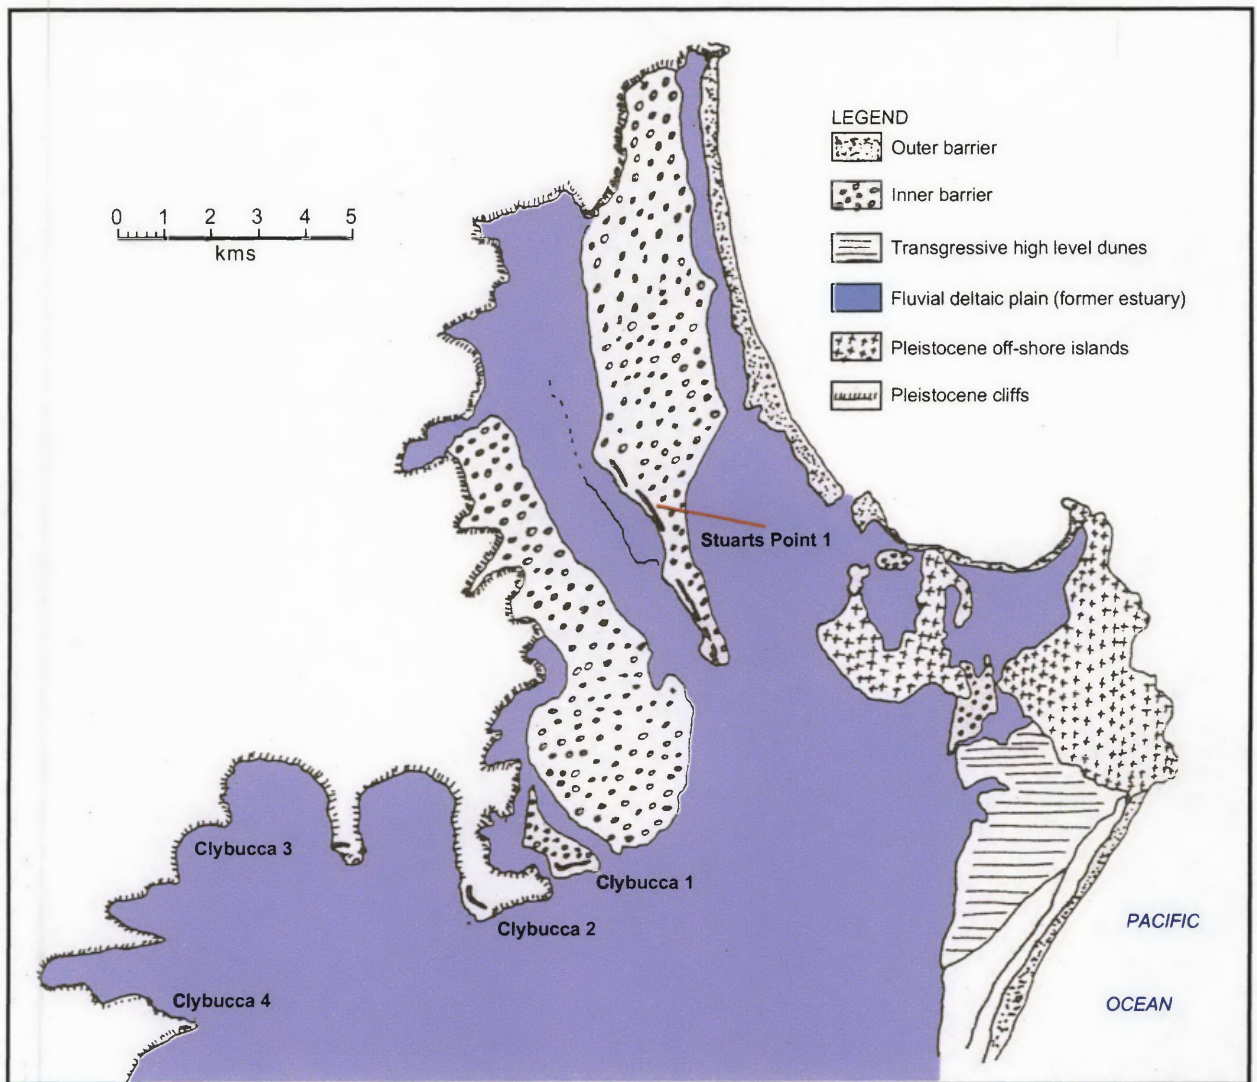 LEGEND
Outer barrier
Inner barrier
Transgressive high level dunes
Fluvial deltaic plain (former estuary)
Pleistocene off-shore islands
Pleistocene cliffs
0 1 2 3 4 5
kms
Stuarts Point 1
Clybucca 3
Clybucca 1
Clybucca 2
Clybucca 4
PACIFIC
OCEAN